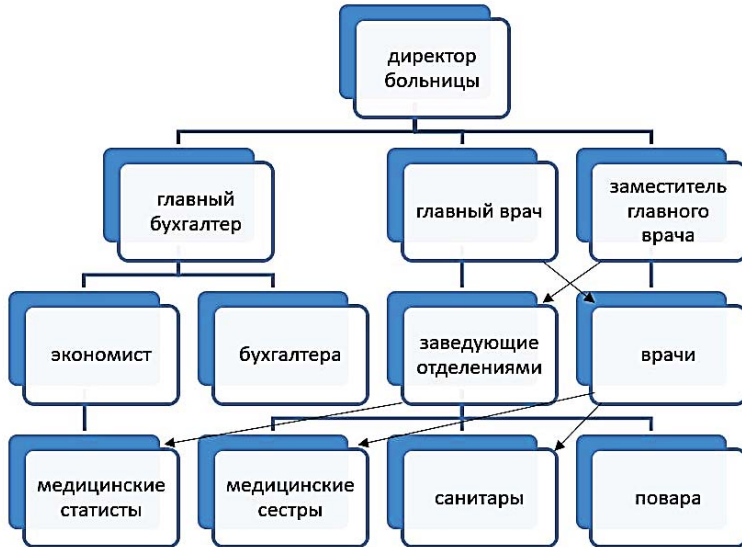 директор
больницы
главный
бухгалтер
главный врач
заместитель
главного
врача
экономист
бухгалтера
заведующие
отделениями
врачи
медицинские
статисты
медицинские
сестры
санитары
повара